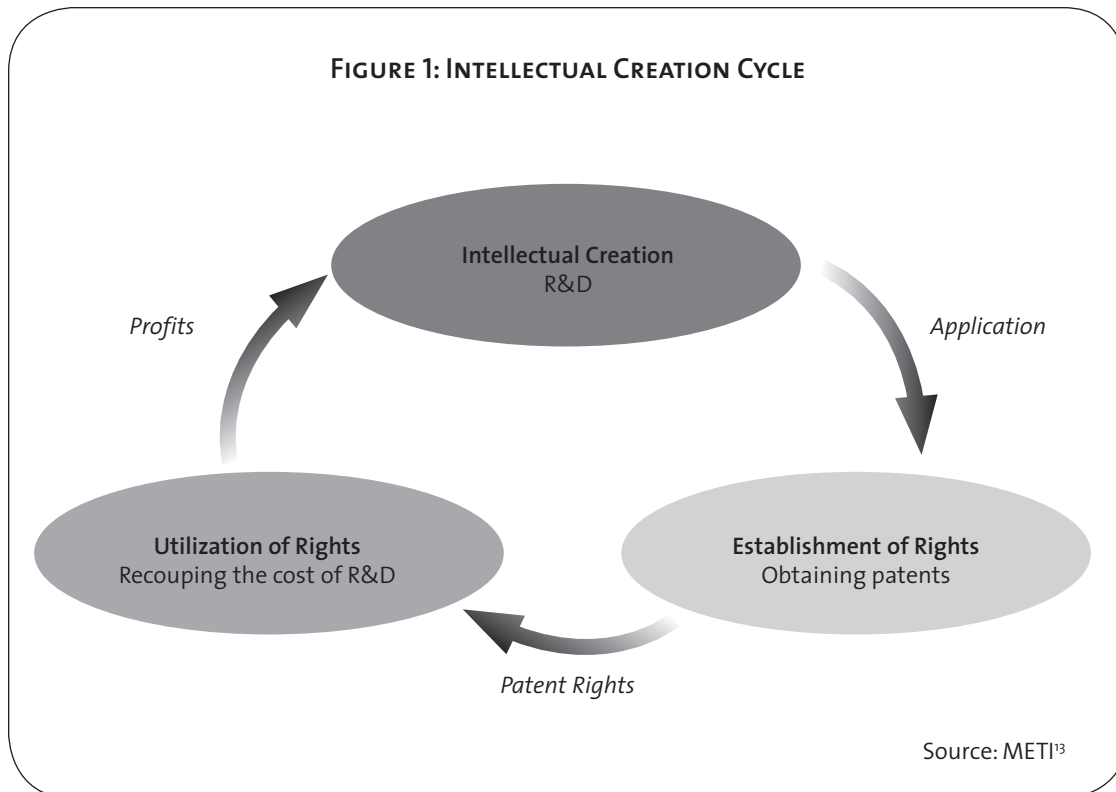 FIGURE 1: INTELLECTUAL CREATION CYCLE
Intellectual Creation
R&D
Profits
Application
Utilization of Rights
Recouping the cost of R&D
Establishment of Rights
Obtaining patents
Patent Rights
Source: METI¹³